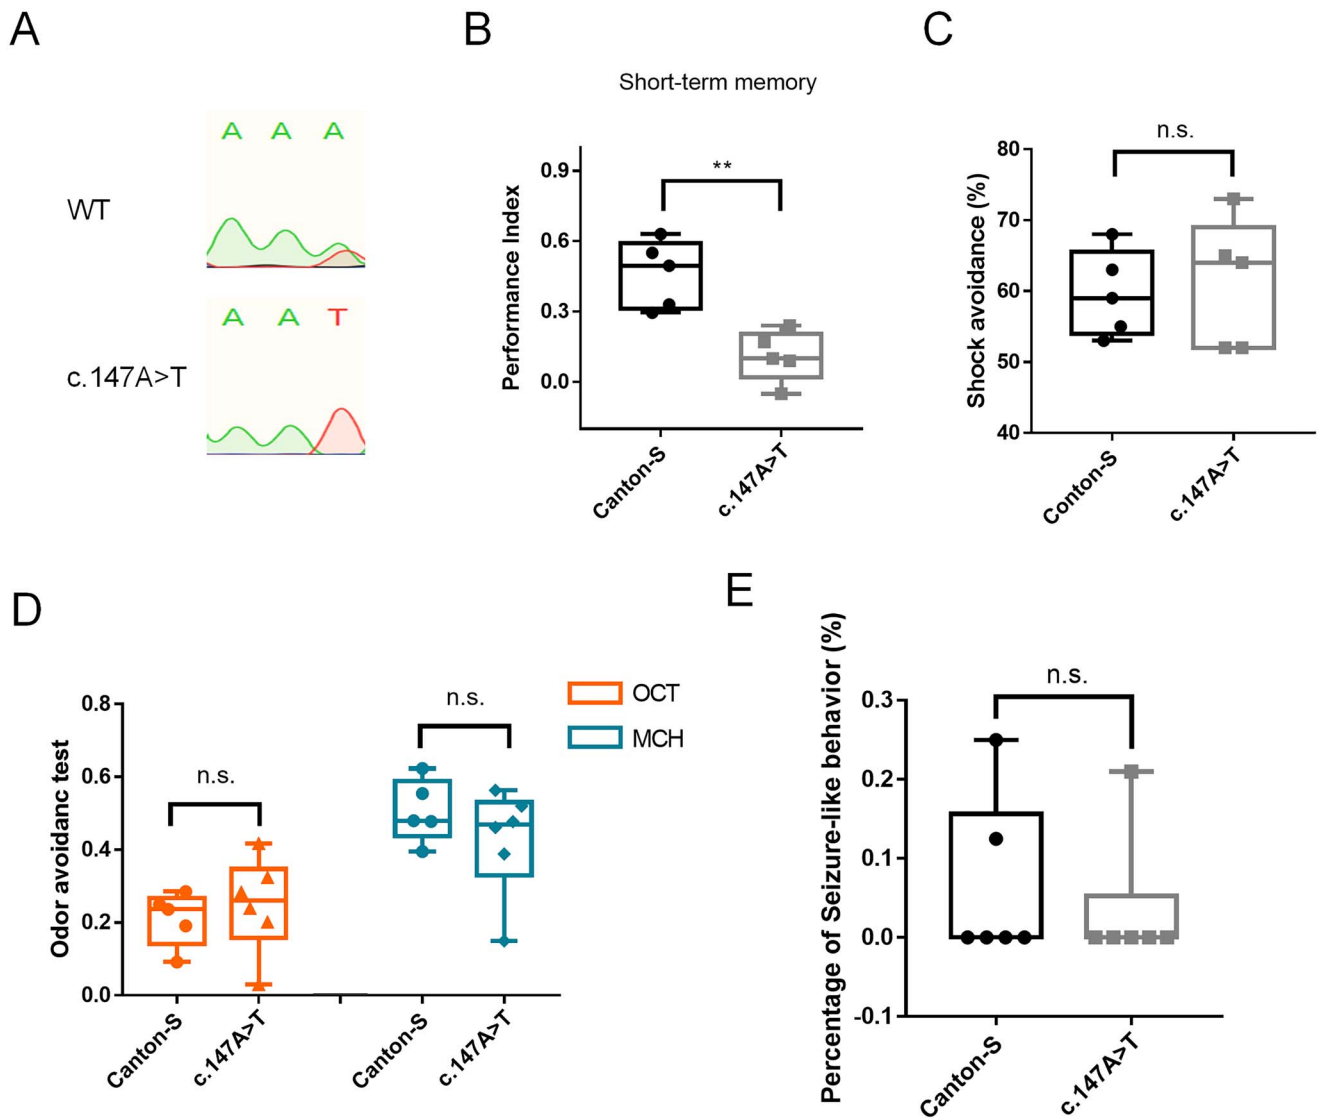 A
WT
A A A
c.147A>T
A A T
B
Short-term memory
Performance Index
0.9
0.6
0.3
0.0
**
Canton-S
c.147A>T
C
Shock avoidance (%)
80
70
60
50
40
n.s.
Conton-S
c.147A>T
D
Odor avoidanc test
0.8
0.6
0.4
0.2
0.0
n.s.
n.s.
OCT
MCH
Canton-S
c.147A>T
Canton-S
c.147A>T
E
Percentage of Seizure-like behavior (%)
0.3
0.2
0.1
0.0
-0.1
n.s.
Canton-S
c.147A>T